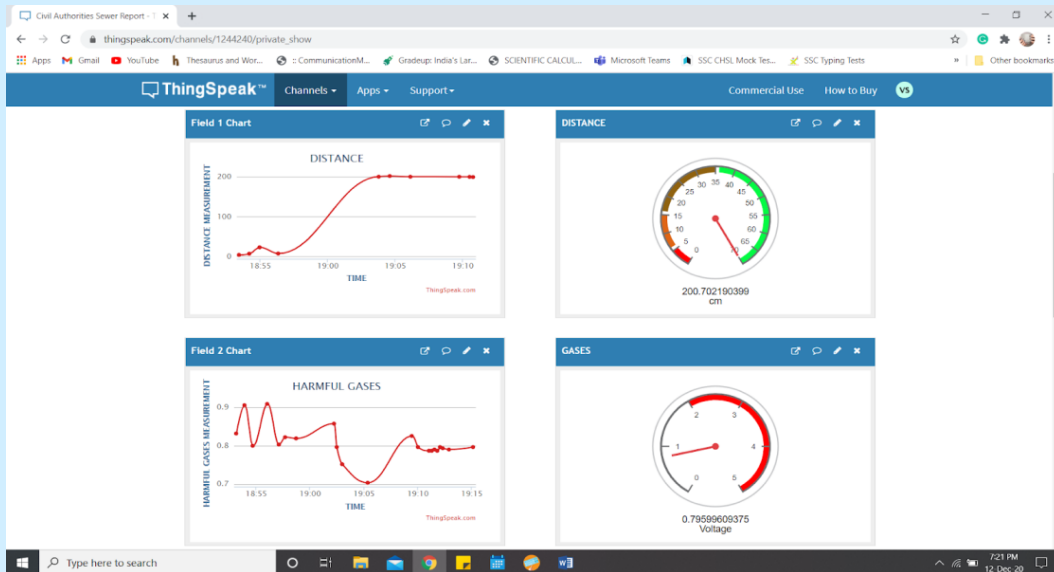 Civil Authorities Sewer Report - T
thingspeak.com/channels/1244240/private_show
Apps Gmail YouTube Thesaurus and Wor... :: CommunicationM... Gradeup: India's Lar... SCIENTIFIC CALCUL... Microsoft Teams SSC CHSL Mock Tes... SSC Typing Tests » Other bookmarks
ThingSpeak™ Channels Apps Support Commercial Use How to Buy VS
Field 1 Chart
DISTANCE
DISTANCE MEASUREMENT
200
100
0
18:55 19:00 19:05 19:10
TIME
ThingSpeak.com
DISTANCE
0 5 10 15 20 25 30 35 40 45 50 55 65
200.702190399
cm
Field 2 Chart
HARMFUL GASES
HARMFUL GASES MEASUREMENT
0.9
0.8
0.7
18:55 19:00 19:05 19:10 19:15
TIME
ThingSpeak.com
GASES
0 1 2 3 4 5
0.79599609375
Voltage
Type here to search
7:21 PM
12-Dec-20